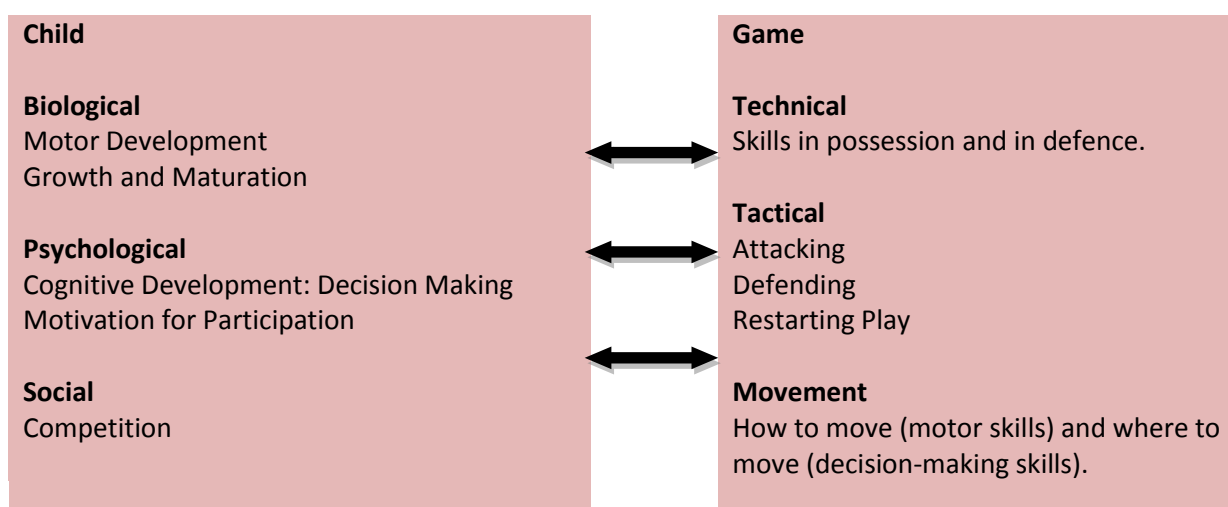 Child
Biological
Motor Development
Growth and Maturation
Psychological
Cognitive Development: Decision Making
Motivation for Participation
Social
Competition
Game
Technical
Skills in possession and in defence.
Tactical
Attacking
Defending
Restarting Play
Movement
How to move (motor skills) and where to
move (decision-making skills).